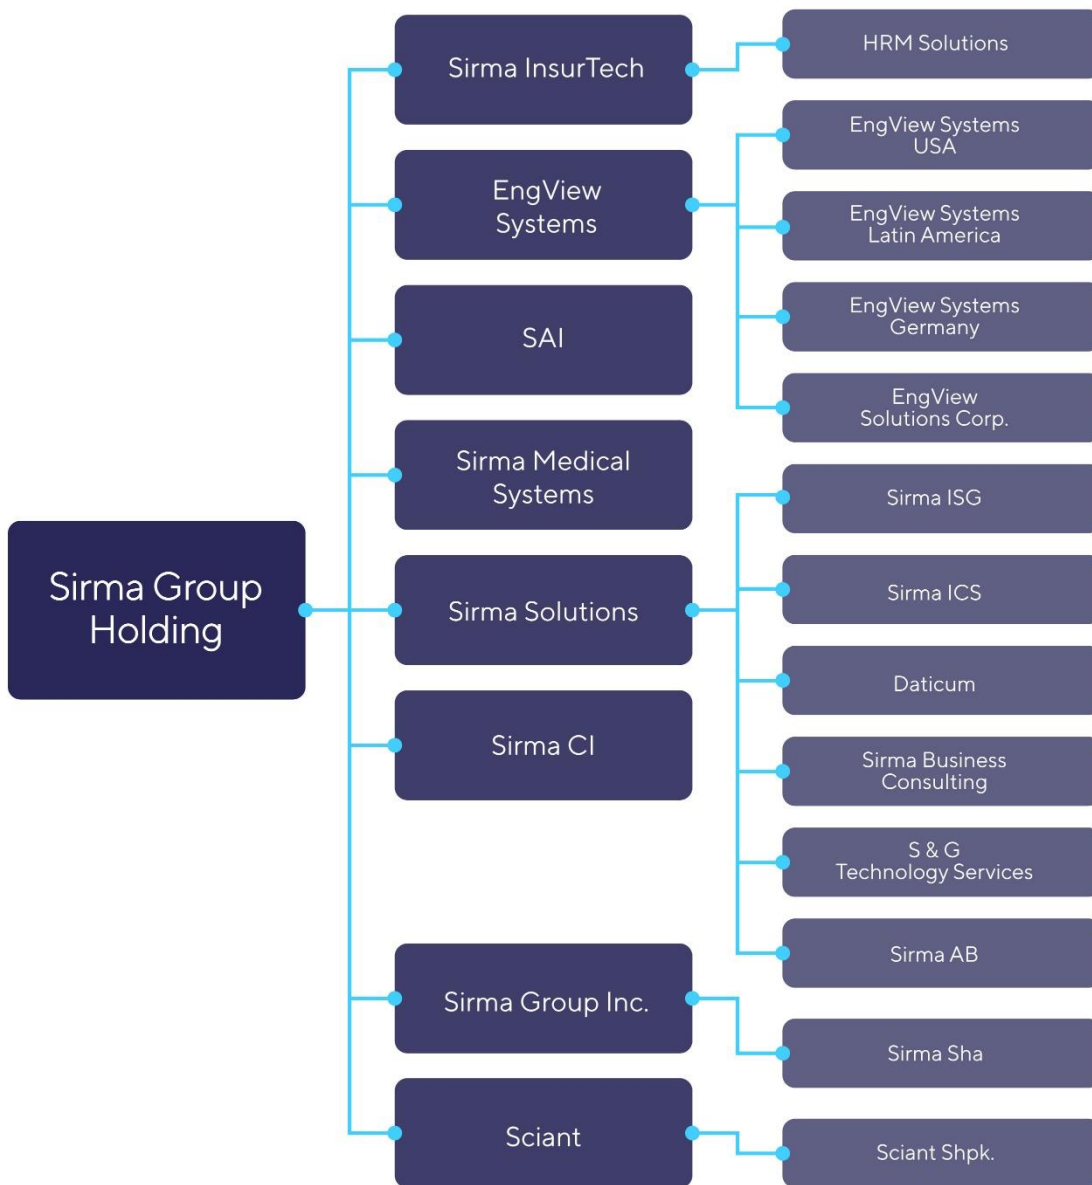 Sirma Group
Holding
Sirma InsurTech
EngView
Systems
SAI
Sirma Medical
Systems
Sirma Solutions
Sirma CI
Sirma Group Inc.
Sciant
HRM Solutions
EngView Systems
USA
EngView Systems
Latin America
EngView Systems
Germany
EngView
Solutions Corp.
Sirma ISG
Sirma ICS
Daticum
Sirma Business
Consulting
S & G
Technology Services
Sirma AB
Sirma Sha
Sciant Shpk.